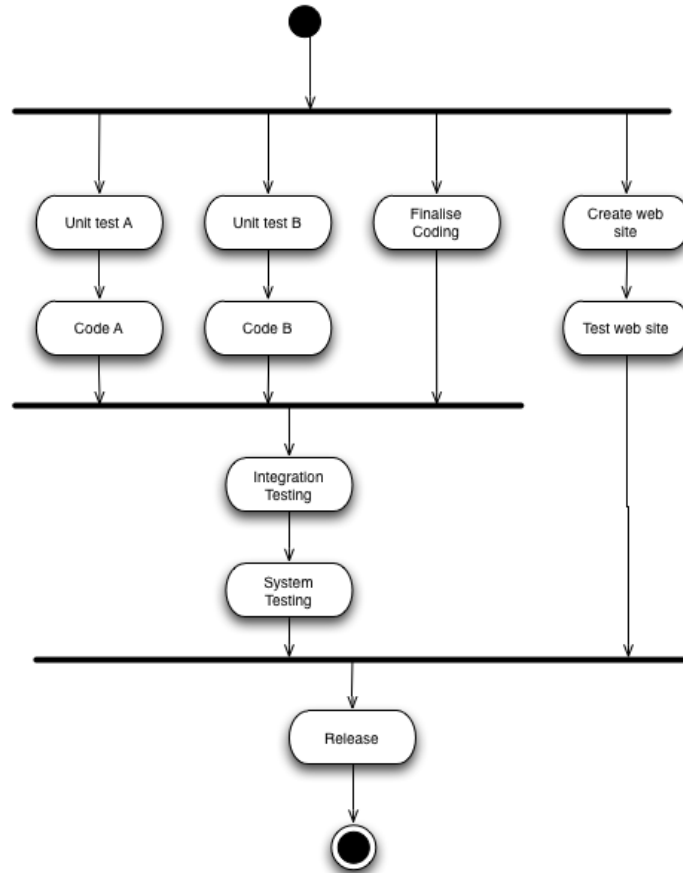 Unit test A
Unit test B
Finalise
Coding
Create web
site
Code A
Code B
Test web site
Integration
Testing
System
Testing
Release